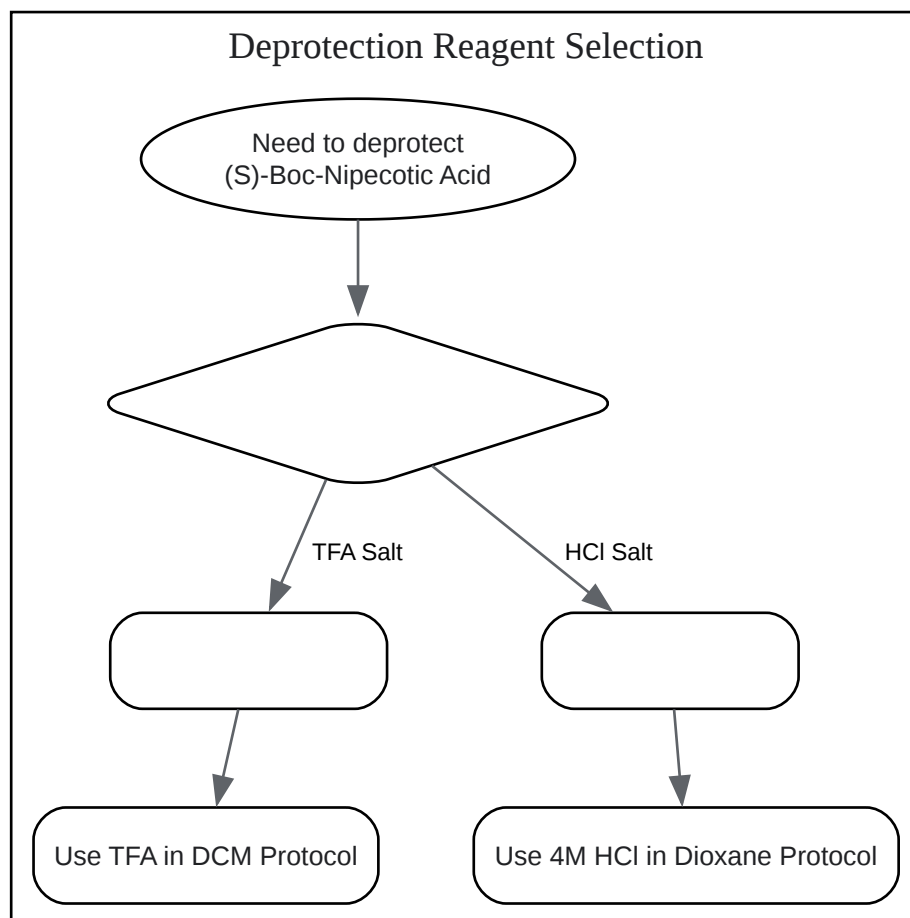 Deprotection Reagent Selection
Need to deprotect
(S)-Boc-Nipecotic Acid
TFA Salt
HCl Salt
Use TFA in DCM Protocol
Use 4M HCl in Dioxane Protocol